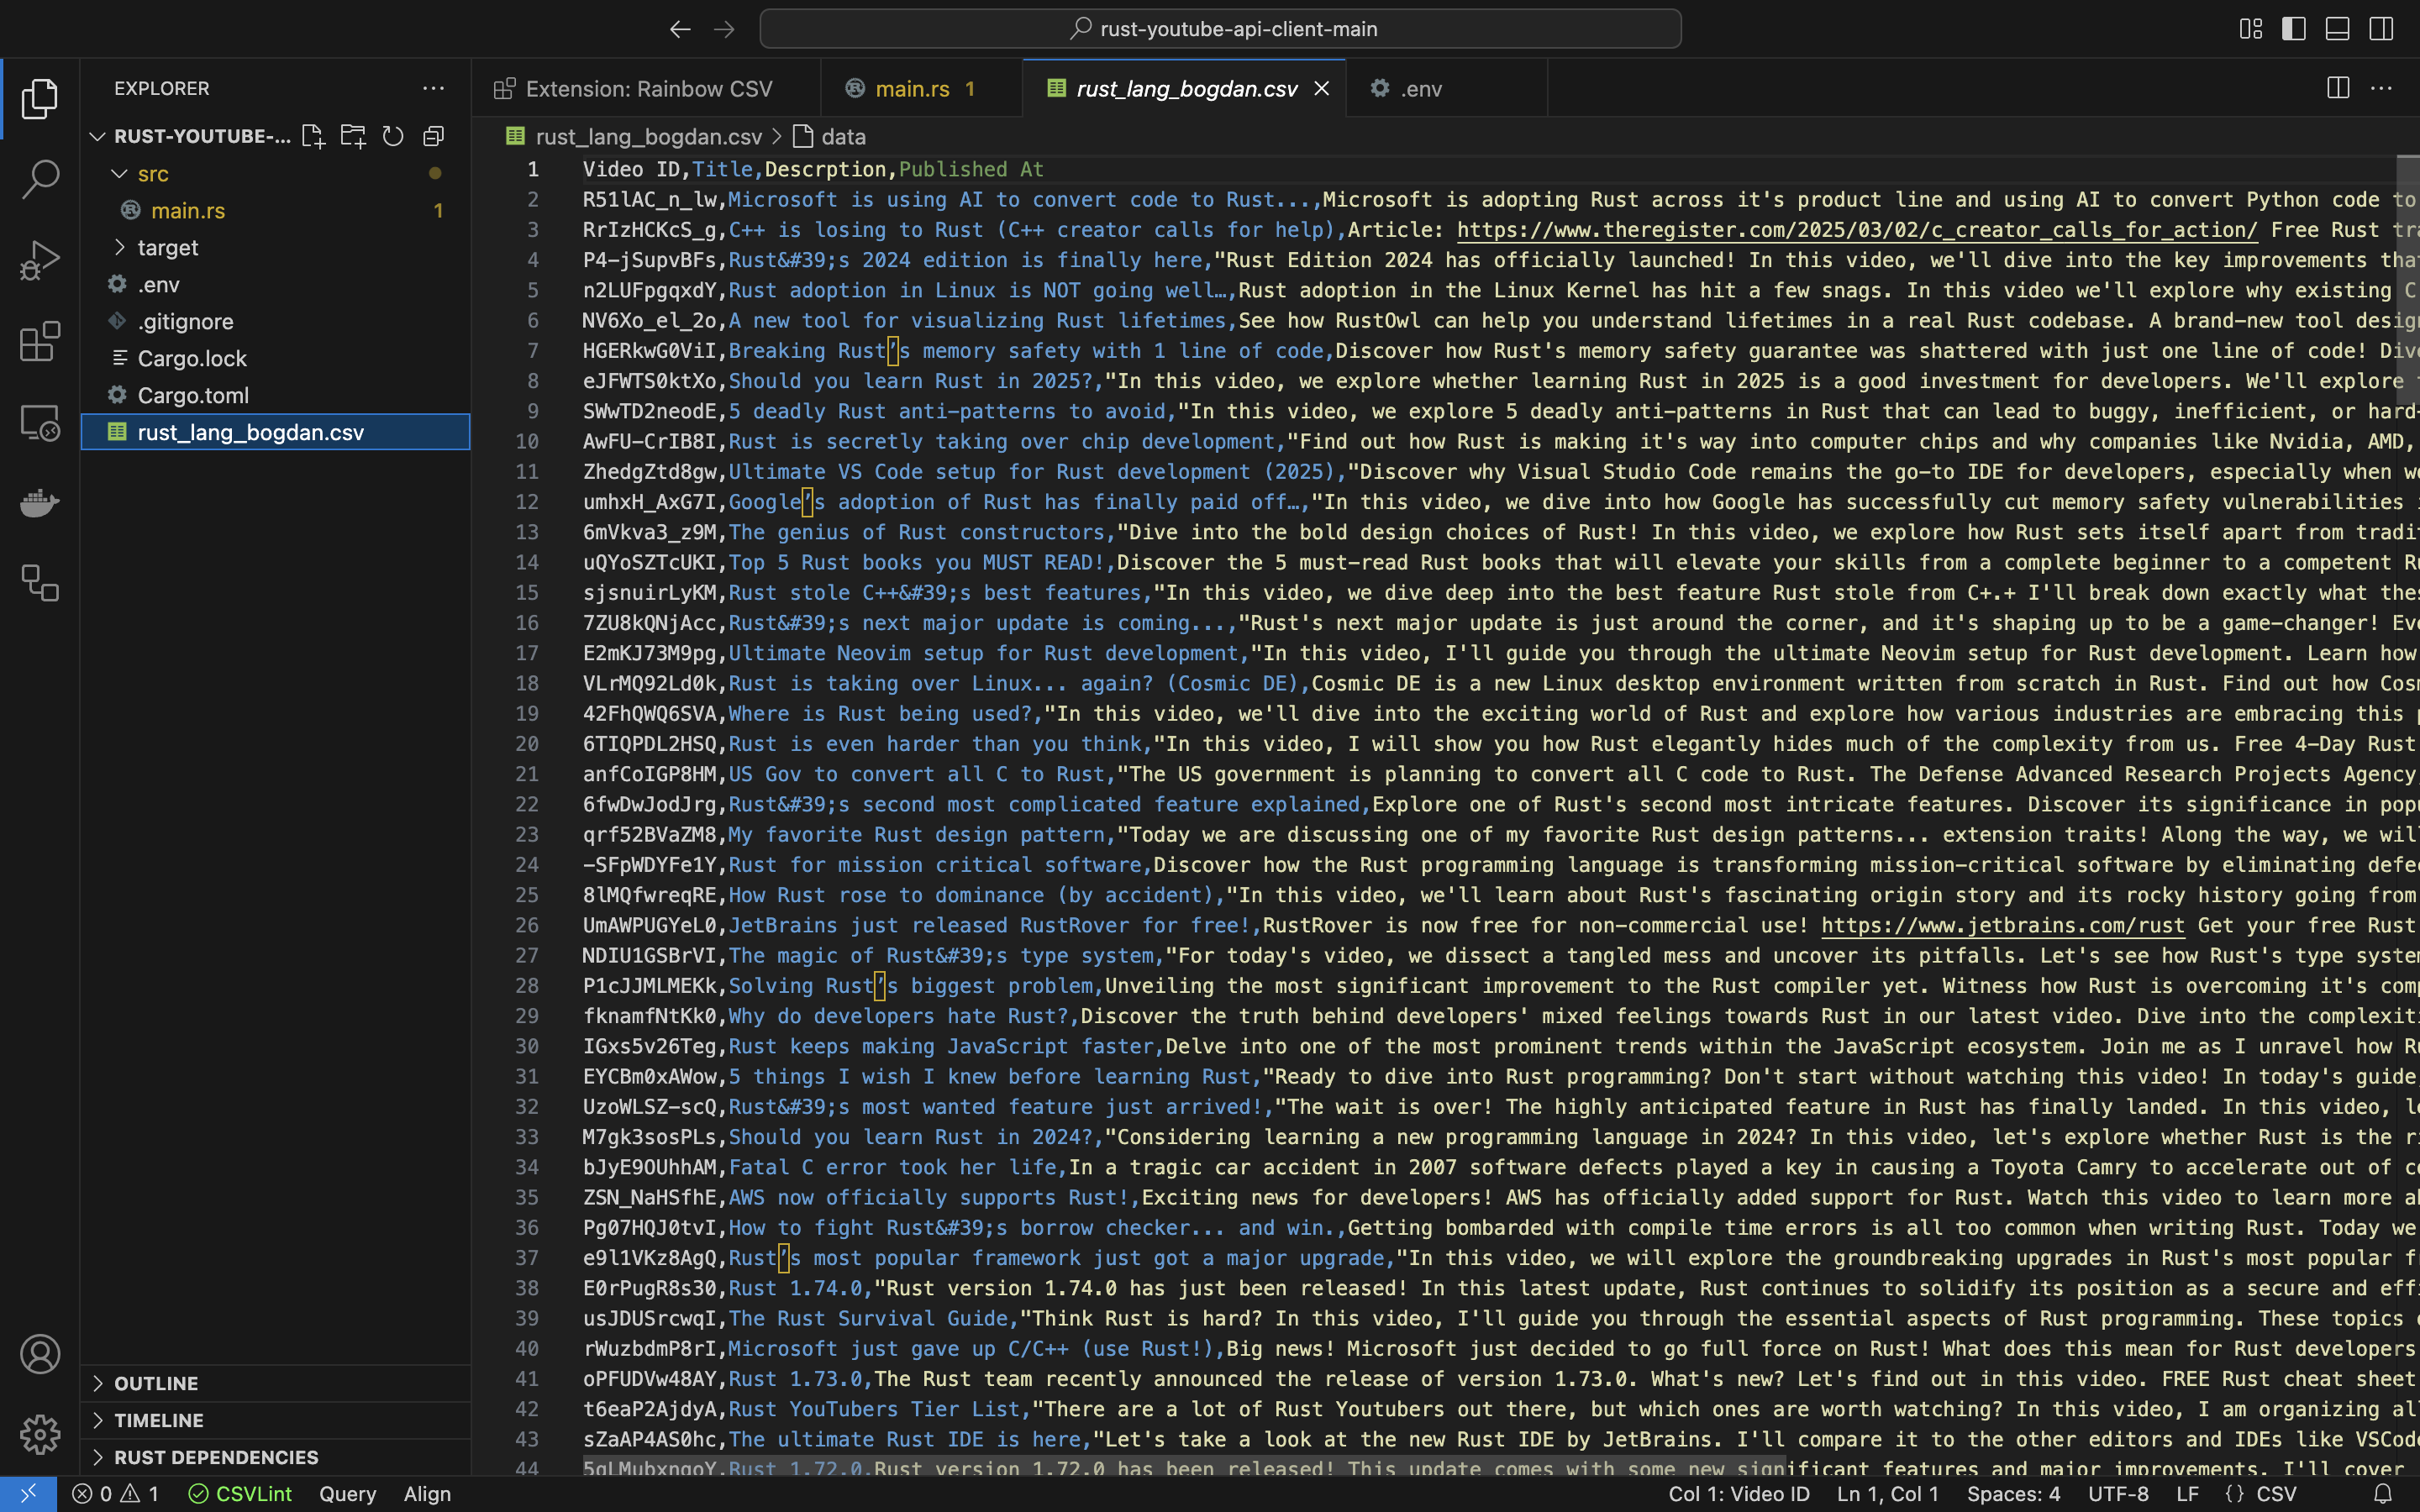 rust-youtube-api-client-main
EXPLORER
RUST-YOUTUBE-...
src
main.rs 1
target
.env
.gitignore
Cargo.lock
Cargo.toml
rust_lang_bogdan.csv
OUTLINE
TIMELINE
RUST DEPENDENCIES
Extension: Rainbow CSV
main.rs 1
rust_lang_bogdan.csv
.env
rust_lang_bogdan.csv > data
1 Video ID,Title,Descrption,Published At
2 R51lAC_n_lw,Microsoft is using AI to convert code to Rust...,Microsoft is adopting Rust across it's product line and using AI to convert Python code to
3 RrIzHCKcS_g,C++ is losing to Rust (C++ creator calls for help),Article: https://www.theregister.com/2025/03/02/c_creator_calls_for_action/ Free Rust tra
4 P4-jSupvBFs,Rust&#39;s 2024 edition is finally here,"Rust Edition 2024 has officially launched! In this video, we'll dive into the key improvements tha
5 n2LUFpgqxdY,Rust adoption in Linux is NOT going well…,Rust adoption in the Linux Kernel has hit a few snags. In this video we'll explore why existing C
6 NV6Xo_el_2o,A new tool for visualizing Rust lifetimes,See how RustOwl can help you understand lifetimes in a real Rust codebase. A brand-new tool desig
7 HGERkwG0ViI,Breaking Rust’s memory safety with 1 line of code,Discover how Rust's memory safety guarantee was shattered with just one line of code! Dive
8 eJFWTS0ktXo,Should you learn Rust in 2025?,"In this video, we explore whether learning Rust in 2025 is a good investment for developers. We'll explore
9 SWwTD2neodE,5 deadly Rust anti-patterns to avoid,"In this video, we explore 5 deadly anti-patterns in Rust that can lead to buggy, inefficient, or hard-
10 AwFU-CrIB8I,Rust is secretly taking over chip development,"Find out how Rust is making it's way into computer chips and why companies like Nvidia, AMD,
11 ZhedgZtd8gw,Ultimate VS Code setup for Rust development (2025),"Discover why Visual Studio Code remains the go-to IDE for developers, especially when w
12 umhxH_AxG7I,Google’s adoption of Rust has finally paid off…,"In this video, we dive into how Google has successfully cut memory safety vulnerabilities
13 6mVkva3_z9M,The genius of Rust constructors,"Dive into the bold design choices of Rust! In this video, we explore how Rust sets itself apart from tradit
14 uQYoSZTcUKI,Top 5 Rust books you MUST READ!,Discover the 5 must-read Rust books that will elevate your skills from a complete beginner to a competent Ru
15 sjsnuirLyKM,Rust stole C++&#39;s best features,"In this video, we dive deep into the best feature Rust stole from C+.+ I'll break down exactly what thes
16 7ZU8kQNjAcc,Rust&#39;s next major update is coming...,"Rust's next major update is just around the corner, and it's shaping up to be a game-changer! Eve
17 E2mKJ73M9pg,Ultimate Neovim setup for Rust development,"In this video, I'll guide you through the ultimate Neovim setup for Rust development. Learn how
18 VLrMQ92Ld0k,Rust is taking over Linux... again? (Cosmic DE),Cosmic DE is a new Linux desktop environment written from scratch in Rust. Find out how Cosm
19 42FhQWQ6SVA,Where is Rust being used?,"In this video, we'll dive into the exciting world of Rust and explore how various industries are embracing this p
20 6TIQPDL2HSQ,Rust is even harder than you think,"In this video, I will show you how Rust elegantly hides much of the complexity from us. Free 4-Day Rust
21 anfCoIGP8HM,US Gov to convert all C to Rust,"The US government is planning to convert all C code to Rust. The Defense Advanced Research Projects Agency,
22 6fwDwJodJrg,Rust&#39;s second most complicated feature explained,Explore one of Rust's second most intricate features. Discover its significance in popu
23 qrf52BVaZM8,My favorite Rust design pattern,"Today we are discussing one of my favorite Rust design patterns... extension traits! Along the way, we wil
24 -SFpWDYFe1Y,Rust for mission critical software,Discover how the Rust programming language is transforming mission-critical software by eliminating defe
25 8lMQfwreqRE,How Rust rose to dominance (by accident),"In this video, we'll learn about Rust's fascinating origin story and its rocky history going from
26 UmAWPUGYeL0,JetBrains just released RustRover for free!,RustRover is now free for non-commercial use! https://www.jetbrains.com/rust Get your free Rust
27 NDIU1GSBrVI,The magic of Rust&#39;s type system,"For today's video, we dissect a tangled mess and uncover its pitfalls. Let's see how Rust's type system
28 P1cJJMLMEKk,Solving Rust’s biggest problem,Unveiling the most significant improvement to the Rust compiler yet. Witness how Rust is overcoming it's comp
29 fknamfNtKk0,Why do developers hate Rust?,Discover the truth behind developers' mixed feelings towards Rust in our latest video. Dive into the complexiti
30 IGxs5v26Teg,Rust keeps making JavaScript faster,Delve into one of the most prominent trends within the JavaScript ecosystem. Join me as I unravel how Ru
31 EYCBm0xAWow,5 things I wish I knew before learning Rust,"Ready to dive into Rust programming? Don't start without watching this video! In today's guide,
32 UzoWLSZ-scQ,Rust&#39;s most wanted feature just arrived!,"The wait is over! The highly anticipated feature in Rust has finally landed. In this video, le
33 M7gk3sosPLs,Should you learn Rust in 2024?,"Considering learning a new programming language in 2024? In this video, let's explore whether Rust is the ri
34 bJyE9OUhhAM,Fatal C error took her life,In a tragic car accident in 2007 software defects played a key in causing a Toyota Camry to accelerate out of co
35 ZSN_NaHSfhE,AWS now officially supports Rust!,Exciting news for developers! AWS has officially added support for Rust. Watch this video to learn more ab
36 Pg07HQJ0tvI,How to fight Rust&#39;s borrow checker... and win.,Getting bombarded with compile time errors is all too common when writing Rust. Today we
37 e9l1VKz8AgQ,Rust’s most popular framework just got a major upgrade,"In this video, we will explore the groundbreaking upgrades in Rust's most popular f
38 E0rPugR8s30,Rust 1.74.0,"Rust version 1.74.0 has just been released! In this latest update, Rust continues to solidify its position as a secure and effi
39 usJDUSrcwqI,The Rust Survival Guide,"Think Rust is hard? In this video, I'll guide you through the essential aspects of Rust programming. These topics
40 rWuzbdmP8rI,Microsoft just gave up C/C++ (use Rust!),Big news! Microsoft just decided to go full force on Rust! What does this mean for Rust developers
41 oPFUDVw48AY,Rust 1.73.0,The Rust team recently announced the release of version 1.73.0. What's new? Let's find out in this video. FREE Rust cheat sheet
42 t6eaP2AjdyA,Rust YouTubers Tier List,"There are a lot of Rust Youtubers out there, but which ones are worth watching? In this video, I am organizing al
43 sZaAP4AS0hc,The ultimate Rust IDE is here,"Let's take a look at the new Rust IDE by JetBrains. I'll compare it to the other editors and IDEs like VSCode
44 5gLMubxngoY,Rust 1.72.0,Rust version 1.72.0 has been released! This update comes with some new significant features and major improvements. I'll cover
0 1 CSVLint Query Align Col 1: Video ID Ln 1, Col 1 Spaces: 4 UTF-8 LF {} CSV